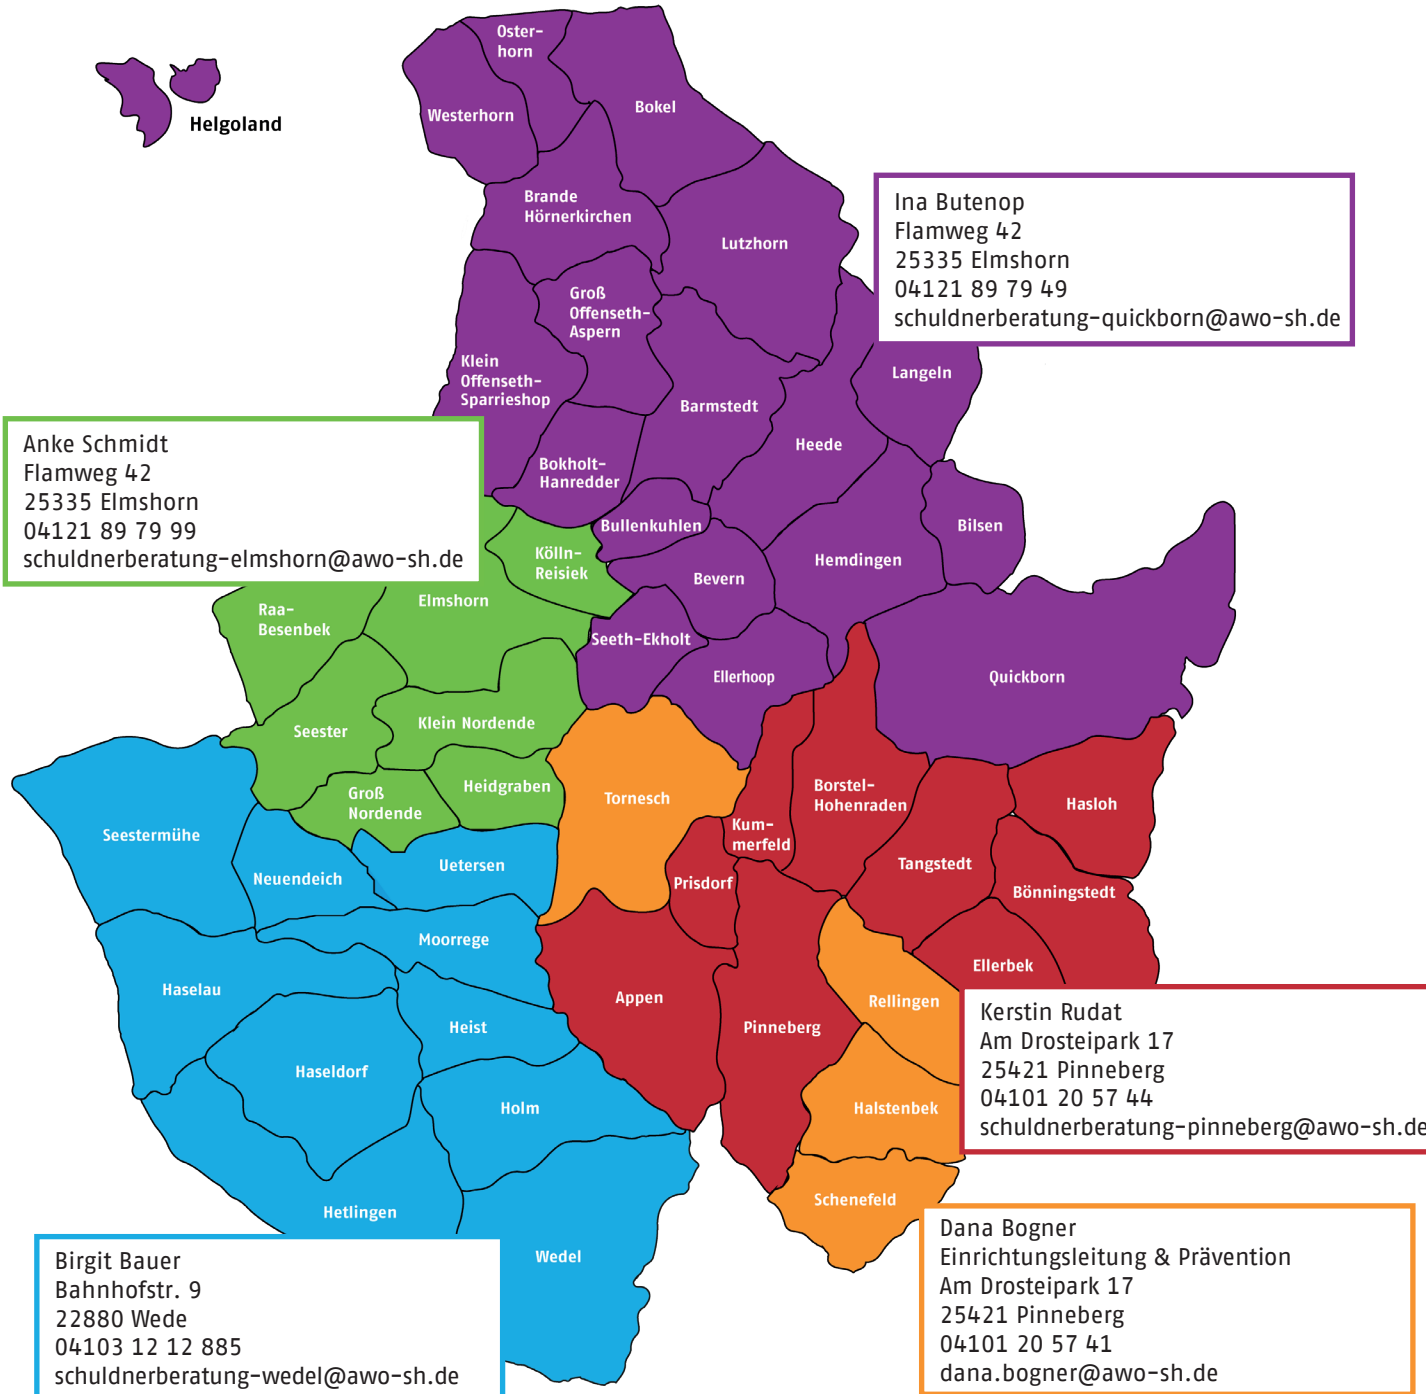 Oster-
horn
Helgoland
Westerhorn
Bokel
Brande
Hörnerkirchen
Lutzhorn
Ina Butenop
Flamweg 42
25335 Elmshorn
04121 89 79 49
schuldnerberatung-quickborn@awo-sh.de
Groß
Offenseth-
Aspern
Klein
Offenseth-
Sparrieshop
Langeln
Barmstedt
Heede
Bokholt-
Hanredder
Anke Schmidt
Flamweg 42
25335 Elmshorn
04121 89 79 99
schuldnerberatung-elmshorn@awo-sh.de
Bullenkuhlen
Bilsen
Kölln-
Reisiek
Hemdingen
Bevern
Elmshorn
Raa-
Besenbek
Seeth-Ekholt
Ellerhoop
Quickborn
Klein Nordende
Seester
Heidgraben
Groß
Nordende
Tornesch
Borstel-
Hohenraden
Hasloh
Kum-
merfeld
Seestermühe
Uetersen
Neuendeich
Tangstedt
Prisdorf
Bönningstedt
Moorrege
Ellerbek
Haselau
Appen
Rellingen
Heist
Pinneberg
Kerstin Rudat
Am Drosteipark 17
25421 Pinneberg
04101 20 57 44
schuldnerberatung-pinneberg@awo-sh.de
Haseldorf
Holm
Halstenbek
Schenefeld
Hetlingen
Wedel
Birgit Bauer
Bahnhofstr. 9
22880 Wede
04103 12 12 885
schuldnerberatung-wedel@awo-sh.de
Dana Bogner
Einrichtungsleitung & Prävention
Am Drosteipark 17
25421 Pinneberg
04101 20 57 41
dana.bogner@awo-sh.de